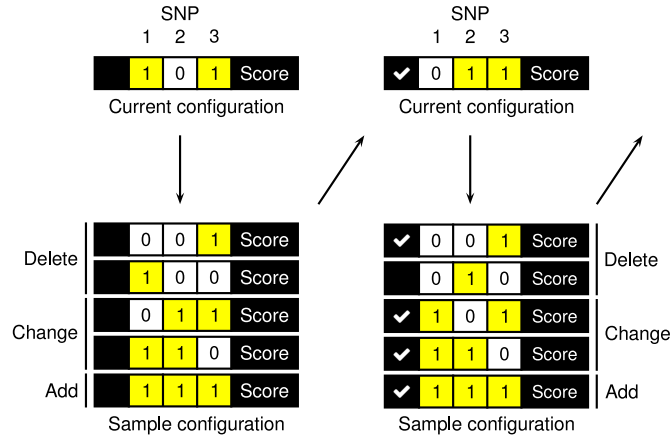 SNP
1 2 3
1 0 1 Score
Current configuration
Delete
0 0 1 Score
1 0 0 Score
Change
0 1 1 Score
1 1 0 Score
Add
1 1 1 Score
Sample configuration
SNP
1 2 3
✓ 0 1 1 Score
Current configuration
✓ 0 0 1 Score
0 1 0 Score
Delete
✓ 1 0 1 Score
✓ 1 1 0 Score
Change
✓ 1 1 1 Score
Add
Sample configuration